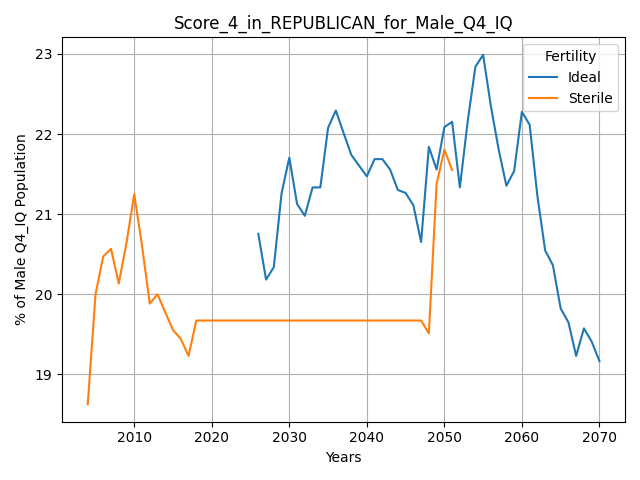 Score_4_in_REPUBLICAN_for_Male_Q4_IQ
% of Male Q4_IQ Population
23
22
21
20
19
Fertility
Ideal
Sterile
2010 2020 2030 2040 2050 2060 2070
Years